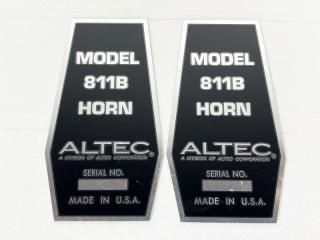 MODEL
811B
HORN
ALTEC®
A DIVISION OF ALTEC CORPORATION
SERIAL NO.
MADE IN U.S.A.
MODEL
811B
HORN
ALTEC®
A DIVISION OF ALTEC CORPORATION
SERIAL NO.
MADE IN U.S.A.